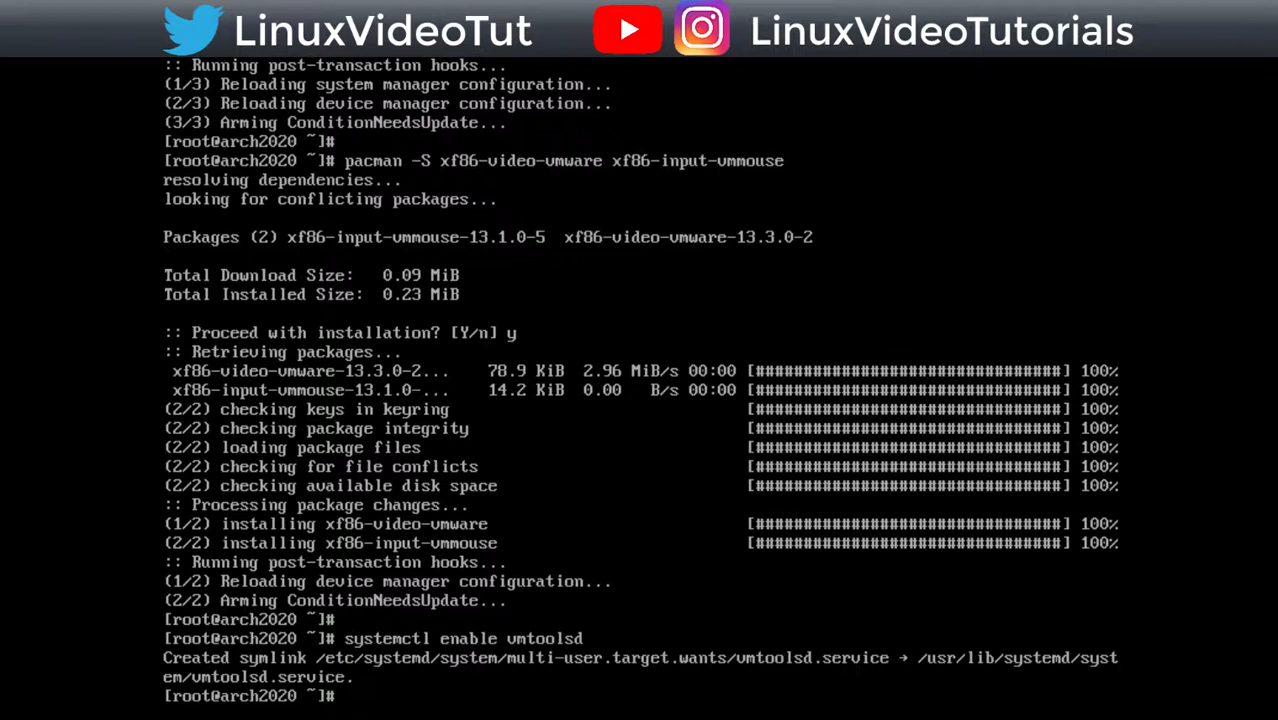 LinuxVideoTut LinuxVideoTutorials
:: Running post-transaction hooks...
(1/3) Reloading system manager configuration...
(2/3) Reloading device manager configuration...
(3/3) Arming ConditionNeedsUpdate...
[root@arch2020 ~]#
[root@arch2020 ~]# pacman -S xf86-video-vmware xf86-input-vmmouse
resolving dependencies...
looking for conflicting packages...
Packages (2) xf86-input-vmmouse-13.1.0-5  xf86-video-vmware-13.3.0-2
Total Download Size:   0.09 MiB
Total Installed Size:  0.23 MiB
:: Proceed with installation? [Y/n] y
:: Retrieving packages...
xf86-video-vmware-13.3.0-2...    78.9 KiB  2.96 MiB/s 00:00 [#################################] 100%
xf86-input-vmmouse-13.1.0-...    14.2 KiB  0.00   B/s 00:00 [#################################] 100%
(2/2) checking keys in keyring [#################################] 100%
(2/2) checking package integrity [#################################] 100%
(2/2) loading package files [#################################] 100%
(2/2) checking for file conflicts [#################################] 100%
(2/2) checking available disk space [#################################] 100%
:: Processing package changes...
(1/2) installing xf86-video-vmware [#################################] 100%
(2/2) installing xf86-input-vmmouse [#################################] 100%
:: Running post-transaction hooks...
(1/2) Reloading device manager configuration...
(2/2) Arming ConditionNeedsUpdate...
[root@arch2020 ~]#
[root@arch2020 ~]# systemctl enable vmtoolsd
Created symlink /etc/systemd/system/multi-user.target.wants/vmtoolsd.service → /usr/lib/systemd/syst
em/vmtoolsd.service.
[root@arch2020 ~]#